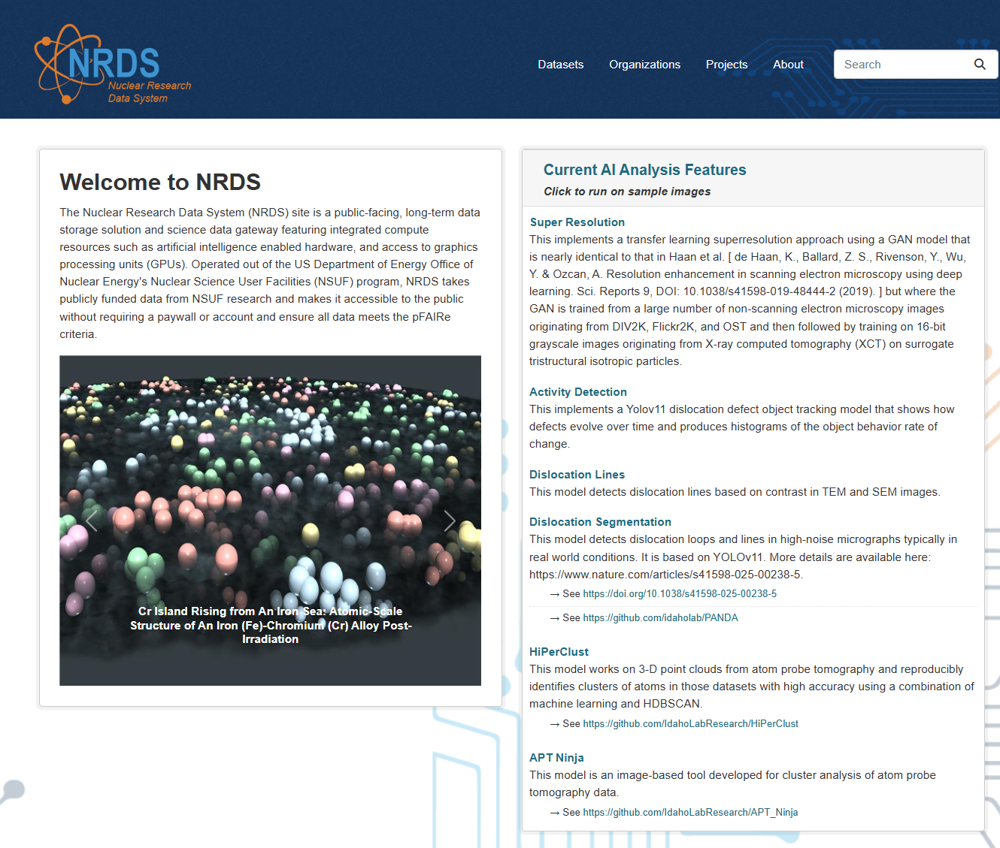 NRDS
Nuclear Research
Data System
Datasets
Organizations
Projects
About
Search
Welcome to NRDS
The Nuclear Research Data System (NRDS) site is a public-facing, long-term data
storage solution and science data gateway featuring integrated compute
resources such as artificial intelligence enabled hardware, and access to graphics
processing units (GPUs). Operated out of the US Department of Energy Office of
Nuclear Energy's Nuclear Science User Facilities (NSUF) program, NRDS takes
publicly funded data from NSUF research and makes it accessible to the public
without requiring a paywall or account and ensure all data meets the pFAIRe
criteria.
Cr Island Rising from An Iron Sea: Atomic-Scale
Structure of An Iron (Fe)-Chromium (Cr) Alloy Post-
Irradiation
Current AI Analysis Features
Click to run on sample images
Super Resolution
This implements a transfer learning superresolution approach using a GAN model that
is nearly identical to that in Haan et al. [ de Haan, K., Ballard, Z. S., Rivenson, Y., Wu,
Y. & Ozcan, A. Resolution enhancement in scanning electron microscopy using deep
learning. Sci. Reports 9, DOI: 10.1038/s41598-019-48444-2 (2019). ] but where the
GAN is trained from a large number of non-scanning electron microscopy images
originating from DIV2K, Flickr2K, and OST and then followed by training on 16-bit
grayscale images originating from X-ray computed tomography (XCT) on surrogate
tristructural isotropic particles.
Activity Detection
This implements a Yolov11 dislocation defect object tracking model that shows how
defects evolve over time and produces histograms of the object behavior rate of
change.
Dislocation Lines
This model detects dislocation lines based on contrast in TEM and SEM images.
Dislocation Segmentation
This model detects dislocation loops and lines in high-noise micrographs typically in
real world conditions. It is based on YOLOv11. More details are available here:
https://www.nature.com/articles/s41598-025-00238-5.
→ See https://doi.org/10.1038/s41598-025-00238-5
→ See https://github.com/idaholab/PANDA
HiPerClust
This model works on 3-D point clouds from atom probe tomography and reproducibly
identifies clusters of atoms in those datasets with high accuracy using a combination of
machine learning and HDBSCAN.
→ See https://github.com/IdahoLabResearch/HiPerClust
APT Ninja
This model is an image-based tool developed for cluster analysis of atom probe
tomography data.
→ See https://github.com/IdahoLabResearch/APT_Ninja